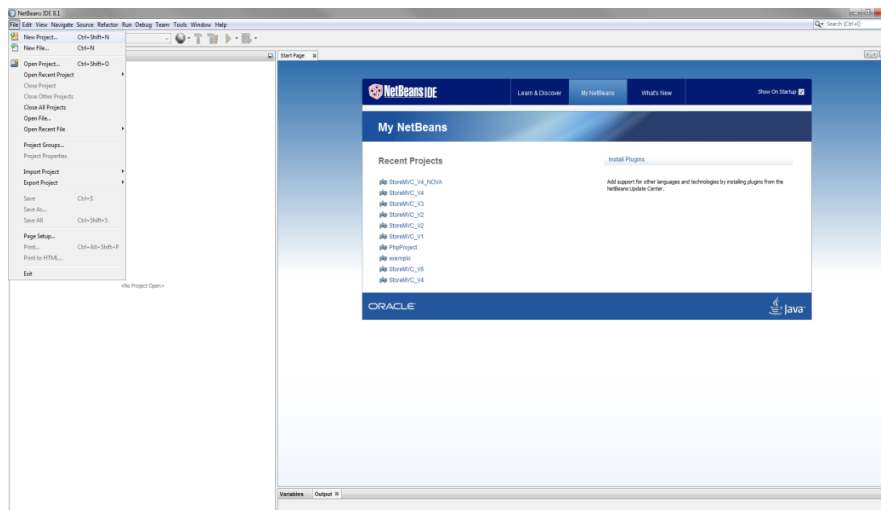 NetBeans IDE 8.1
File Edit View Navigate Source Refactor Run Debug Team Tools Window Help
Search (Ctrl+I)
New Project... Ctrl+Shift+N
New File... Ctrl+N
Open Project... Ctrl+Shift+O
Open Recent Project
Close Project
Close Other Projects
Close All Projects
Open File...
Open Recent File
Project Groups...
Project Properties
Import Project
Export Project
Save Ctrl+S
Save As...
Save All Ctrl+Shift+S
Page Setup...
Print... Ctrl+Alt+Shift+P
Print to HTML...
Exit
<No Project Open>
Start Page
NetBeans IDE
Learn & Discover My NetBeans What's New Show On Startup
My NetBeans
Recent Projects
StoreMVC_V4_NOVA
StoreMVC_V4
StoreMVC_V3
StoreMVC_V2
StoreMVC_V2
StoreMVC_V1
PhpProject
exemplo
StoreMVC_V6
StoreMVC_V4
Install Plugins
Add support for other languages and technologies by installing plugins from the
NetBeans Update Center.
ORACLE
Java
Variables Output